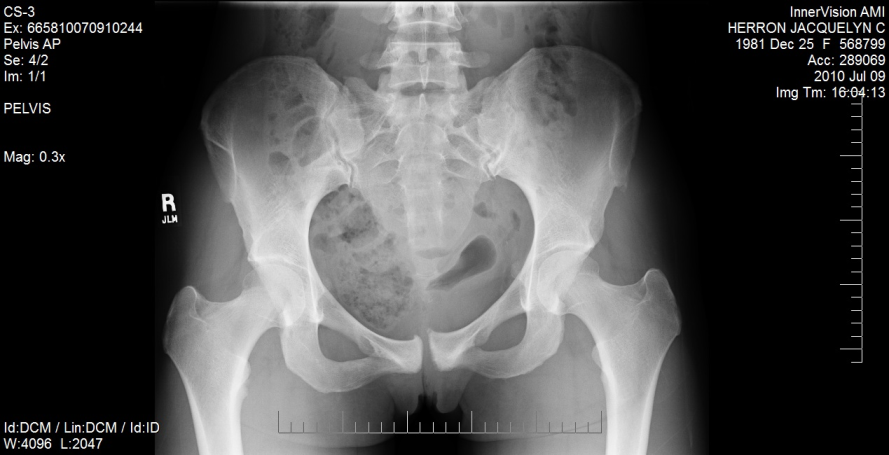 CS-3
Ex: 665810070910244
Pelvis AP
Se: 4/2
Im: 1/1
PELVIS
Mag: 0.3x
R
JLM
InnerVision AMI
HERRON JACQUELYN C
1981 Dec 25 F 568799
Acc: 289069
2010 Jul 09
Img Tm: 16:04:13
Id:DCM / Lin:DCM / Id:ID
W:4096 L:2047